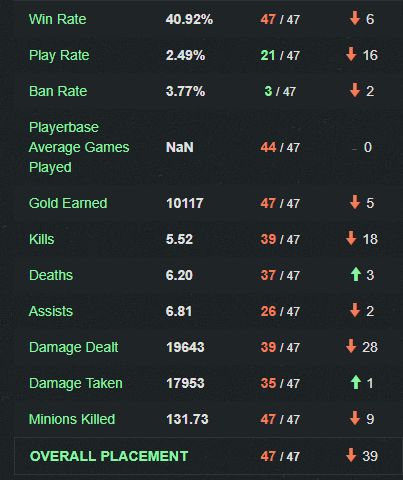 Win Rate 40.92% 47 / 47 6
Play Rate 2.49% 21 / 47 16
Ban Rate 3.77% 3 / 47 2
Playerbase
Average Games NaN 44 / 47 - 0
Played
Gold Earned 10117 47 / 47 5
Kills 5.52 39 / 47 18
Deaths 6.20 37 / 47 3
Assists 6.81 26 / 47 2
Damage Dealt 19643 39 / 47 28
Damage Taken 17953 35 / 47 1
Minions Killed 131.73 47 / 47 9
OVERALL PLACEMENT 47 / 47 39